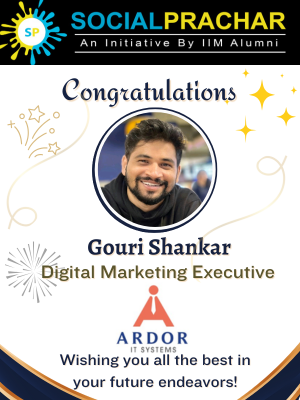 SP
SOCIALPRACHAR
An Initiative By IIM Alumni
Congratulations
Gouri Shankar
Digital Marketing Executive
ARDOR
IT SYSTEMS
Wishing you all the best in
your future endeavors!